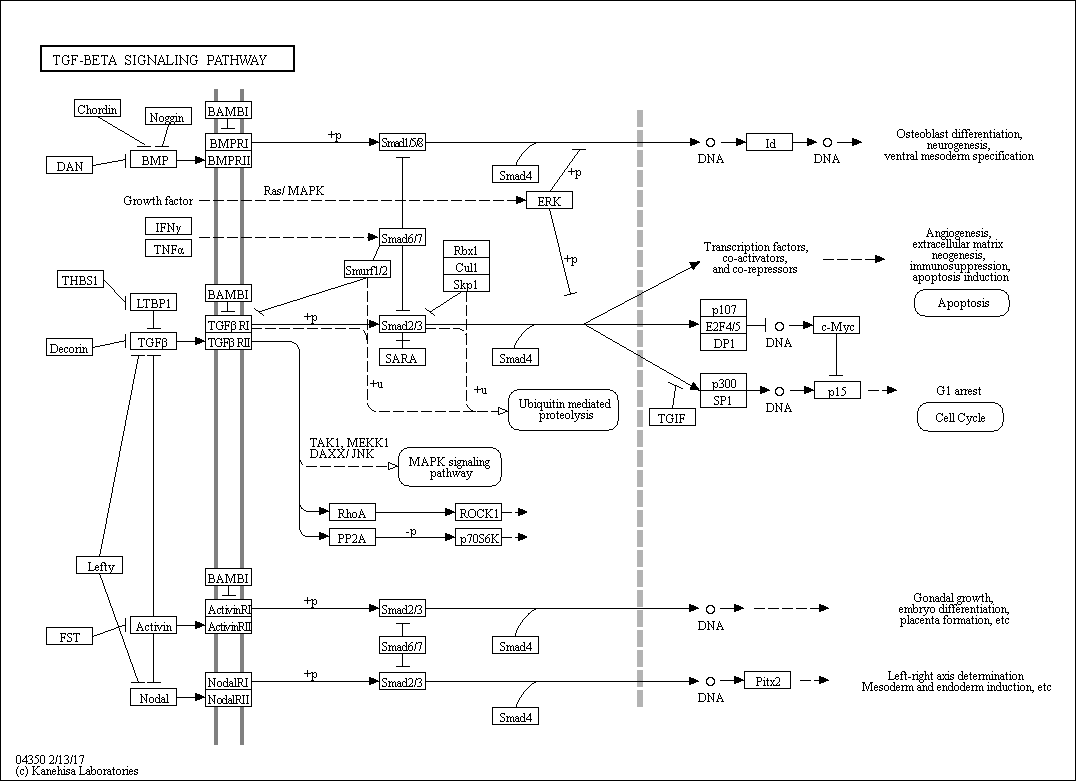 TGF-BETA SIGNALING PATHWAY
Chordin
Noggin
BAMBI
DAN
BMP
BMPRI
BMPRII
+p
Smad1/5/8
Smad4
DNA
Id
DNA
Osteoblast differentiation,
neurogenesis,
ventral mesoderm specification
Growth factor
Ras/ MAPK
+p
ERK
+p
IFNγ
TNFα
Smad6/7
Smurf1/2
Rbx1
Cul1
Skp1
Transcription factors,
co-activators,
and co-repressors
Angiogenesis,
extracellular matrix
neogenesis,
immunosuppression,
apoptosis induction
Apoptosis
THBS1
LTBP1
BAMBI
Decorin
TGFβ
TGFβ RI
TGFβ RII
+p
Smad2/3
SARA
Smad4
p107
E2F4/5
DP1
DNA
c-Myc
p300
SP1
DNA
p15
TGIF
G1 arrest
Cell Cycle
+u
+u
Ubiquitin mediated
proteolysis
TAK1, MEKK1
DAXX/ JNK
MAPK signaling
pathway
RhoA
ROCK1
PP2A
-p
p70S6K
Lefty
BAMBI
FST
Activin
ActivinRI
ActivinRII
+p
Smad2/3
Smad6/7
Smad4
DNA
Gonadal growth,
embryo differentiation,
placenta formation, etc
Nodal
NodalRI
NodalRII
+p
Smad2/3
Smad4
DNA
Pitx2
Left-right axis determination
Mesoderm and endoderm induction, etc
04350 2/13/17
(c) Kanehisa Laboratories